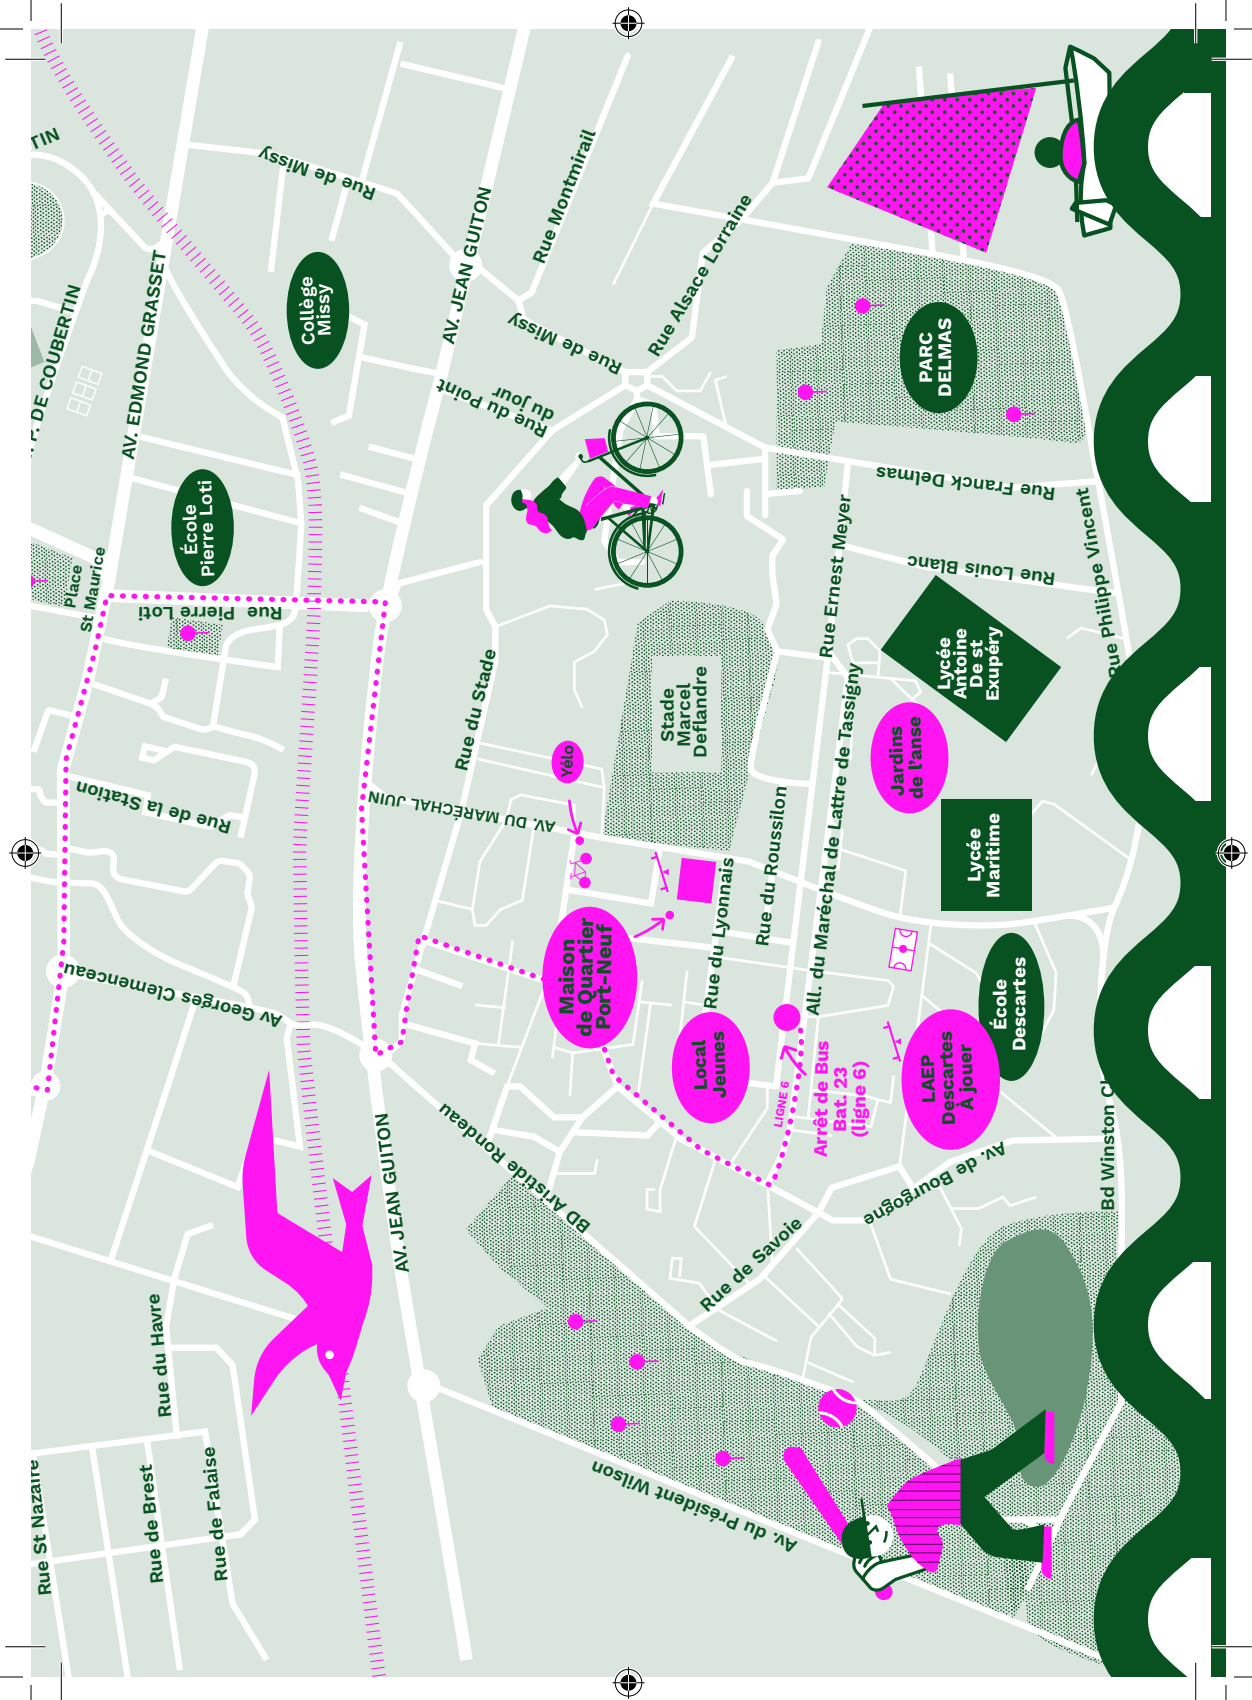 TIN
P. DE COUBERTIN
AV. EDMOND GRASSET
Rue de Missy
Collège
Missy
AV. JEAN GUITON
Rue Montmirail
Rue de Missy
Rue Alsace Lorraine
Rue du Point
du jour
PARC
DELMAS
Rue Franck Delmas
Rue Louis Blanc
Rue Ernest Meyer
Rue Philippe Vincent
École
Pierre Loti
Place
St Maurice
Rue Pierre Loti
Rue du Stade
Stade
Marcel
Deflandre
Lycée
Antoine
De st
Exupéry
Jardins
de l’anse
Yélo
AV. DU MARÉCHAL JUIN
Rue de la Station
Rue du Roussillon
All. du Maréchal de Lattre de Tassigny
Lycée
Maritime
Rue du Lyonnais
Maison
de Quartier
Port-Neuf
Av Georges Clemenceau
École
Descartes
LAEP
Descartes
À jouer
Local
Jeunes
LIGNE 6
Arrêt de Bus
Bat. 23
(ligne 6)
AV. JEAN GUITON
BD Aristide Rondeau
Av. de Bourgogne
Bd Winston Ch
Rue de Savoie
Rue du Havre
Rue St Nazaire
Rue de Brest
Rue de Falaise
Av. du Président Wilson